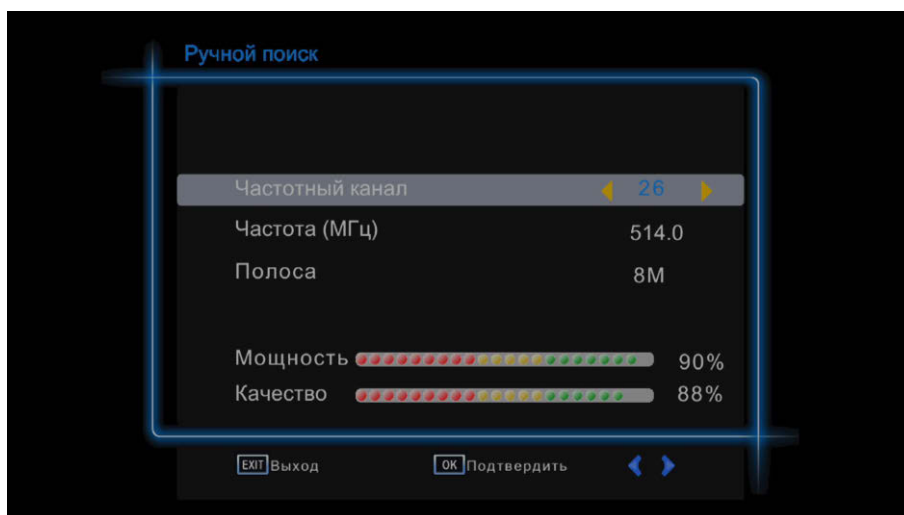 Ручной поиск
Частотный канал 26
Частота (МГц) 514.0
Полоса 8M
Мощность 90%
Качество 88%
EXIT Выход OK Подтвердить